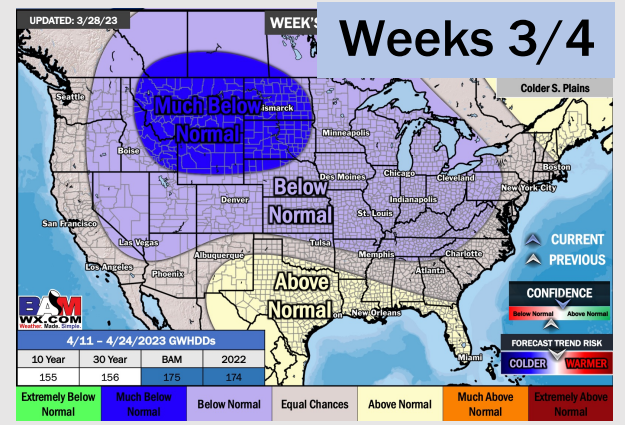 UPDATED: 3/28/23
WEEK'S
Weeks 3/4
Colder S. Plains
Seattle
Much Below
Normal
ismarck
Minneapolis
Boise
Boston
Des Moines
Chicago
Cleveland
New York City
Below
Normal
Denver
Indianapolis
St. Louis
San Francisco
Las Vegas
Tulsa
Albuquerque
Memphis
Charlotte
CURRENT
PREVIOUS
Los Angeles
Phoenix
Atlanta
Above
Normal
on
New Orleans
Miami
CONFIDENCE
Below Normal
Above Normal
FORECAST TREND RISK
COLDER
WARMER
BAM
WX.COM
Weather. Made. Simple.
4/11 – 4/24/2023 GWHDDs
10 Year 30 Year BAM 2022
155 156 175 174
Extremely Below Normal
Much Below Normal
Below Normal
Equal Chances
Above Normal
Much Above Normal
Extremely Above Normal